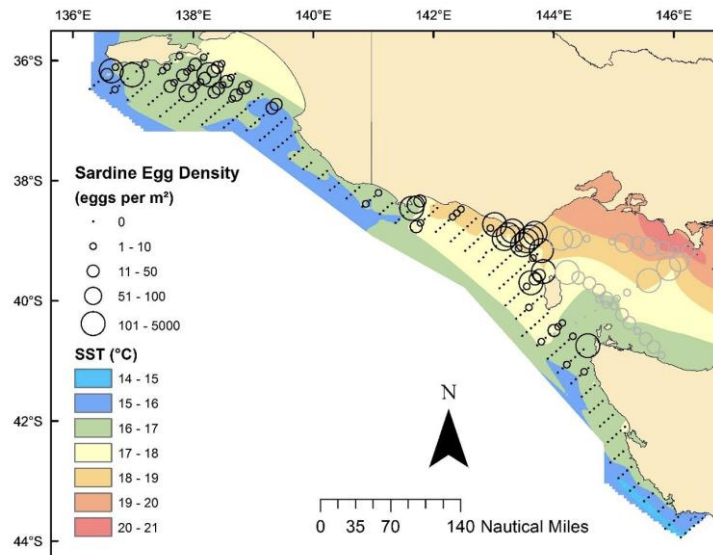 136°E 138°E 140°E 142°E 144°E 146°E
36°S
38°S
40°S
42°S
44°S
Sardine Egg Density
(eggs per m²)
0
1 - 10
11 - 50
51 - 100
101 - 5000
SST (°C)
14 - 15
15 - 16
16 - 17
17 - 18
18 - 19
19 - 20
20 - 21
N
0 35 70 140 Nautical Miles